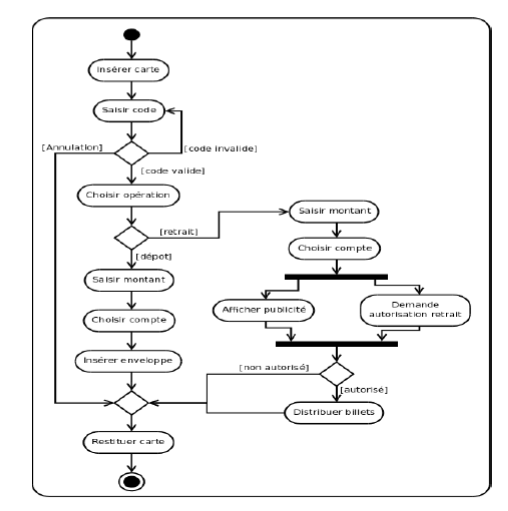 Insérer carte
Saisir code
[Annulation]
[code invalide]
[code valide]
Choisir opération
[retrait]
[dépot]
Saisir montant
Choisir compte
Insérer enveloppe
Saisir montant
Choisir compte
Afficher publicité
Demande
autorisation retrait
[non autorisé]
[autorisé]
Distribuer billets
Restituer carte